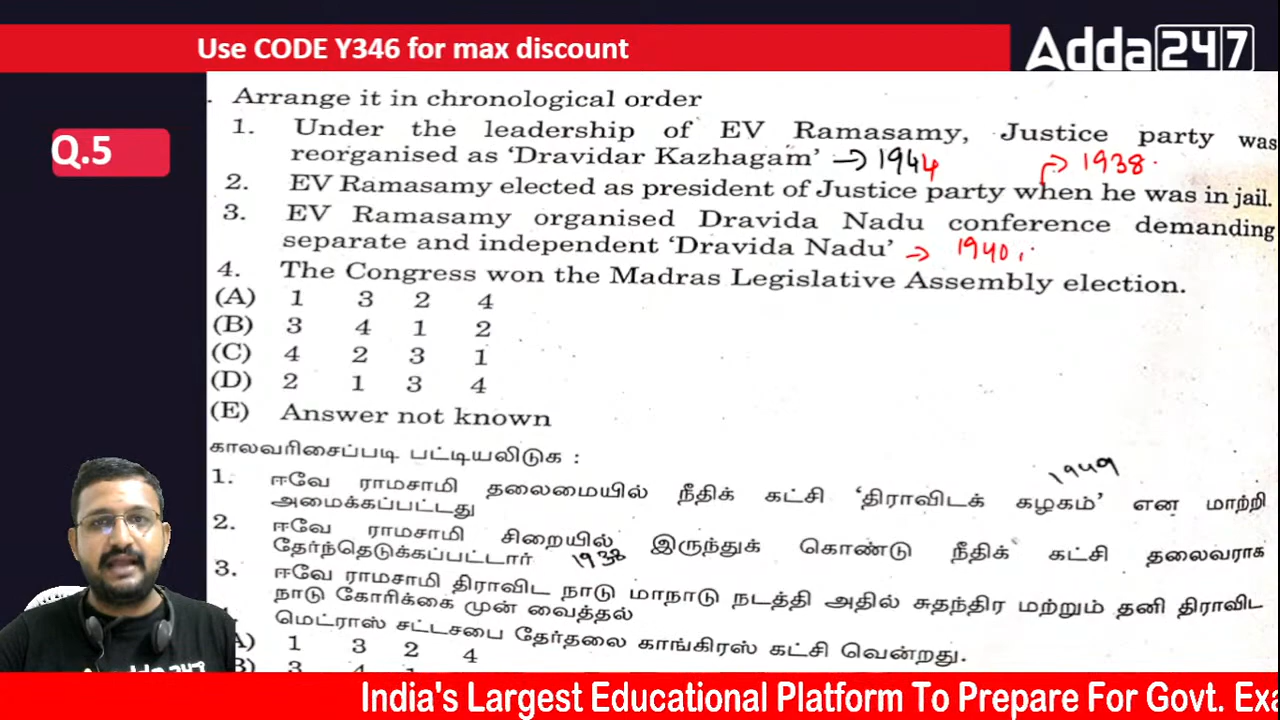 Use CODE Y346 for max discount
Adda247
Q.5
. Arrange it in chronological order
1. Under the leadership of EV Ramasamy, Justice party was
reorganised as 'Dravidar Kazhagam' → 1944 → 1938.
2. EV Ramasamy elected as president of Justice party when he was in jail.
3. EV Ramasamy organised Dravida Nadu conference demanding
separate and independent 'Dravida Nadu' → 1940.
4. The Congress won the Madras Legislative Assembly election.
(A) 1 3 2 4
(B) 3 4 1 2
(C) 4 2 3 1
(D) 2 1 3 4
(E) Answer not known
காலவரிசைப்படி பட்டியலிடுக :
1949
1. ஈவே ராமசாமி தலைமையில் நீதிக் கட்சி 'திராவிடக் கழகம்' என மாற்றி
அமைக்கப்பட்டது
2. ஈவே ராமசாமி சிறையில் இருந்துக் கொண்டு நீதிக் கட்சி தலைவராக
தேர்ந்தெடுக்கப்பட்டார் 1938
3. ஈவே ராமசாமி திராவிட நாடு மாநாடு நடத்தி அதில் சுதந்திர மற்றும் தனி திராவிட
நாடு கோரிக்கை முன் வைத்தல்
மெட்ராஸ் சட்டசபை தேர்தலை காங்கிரஸ் கட்சி வென்றது.
A) 1 3 2 4
Adda247
India's Largest Educational Platform To Prepare For Govt. Exa